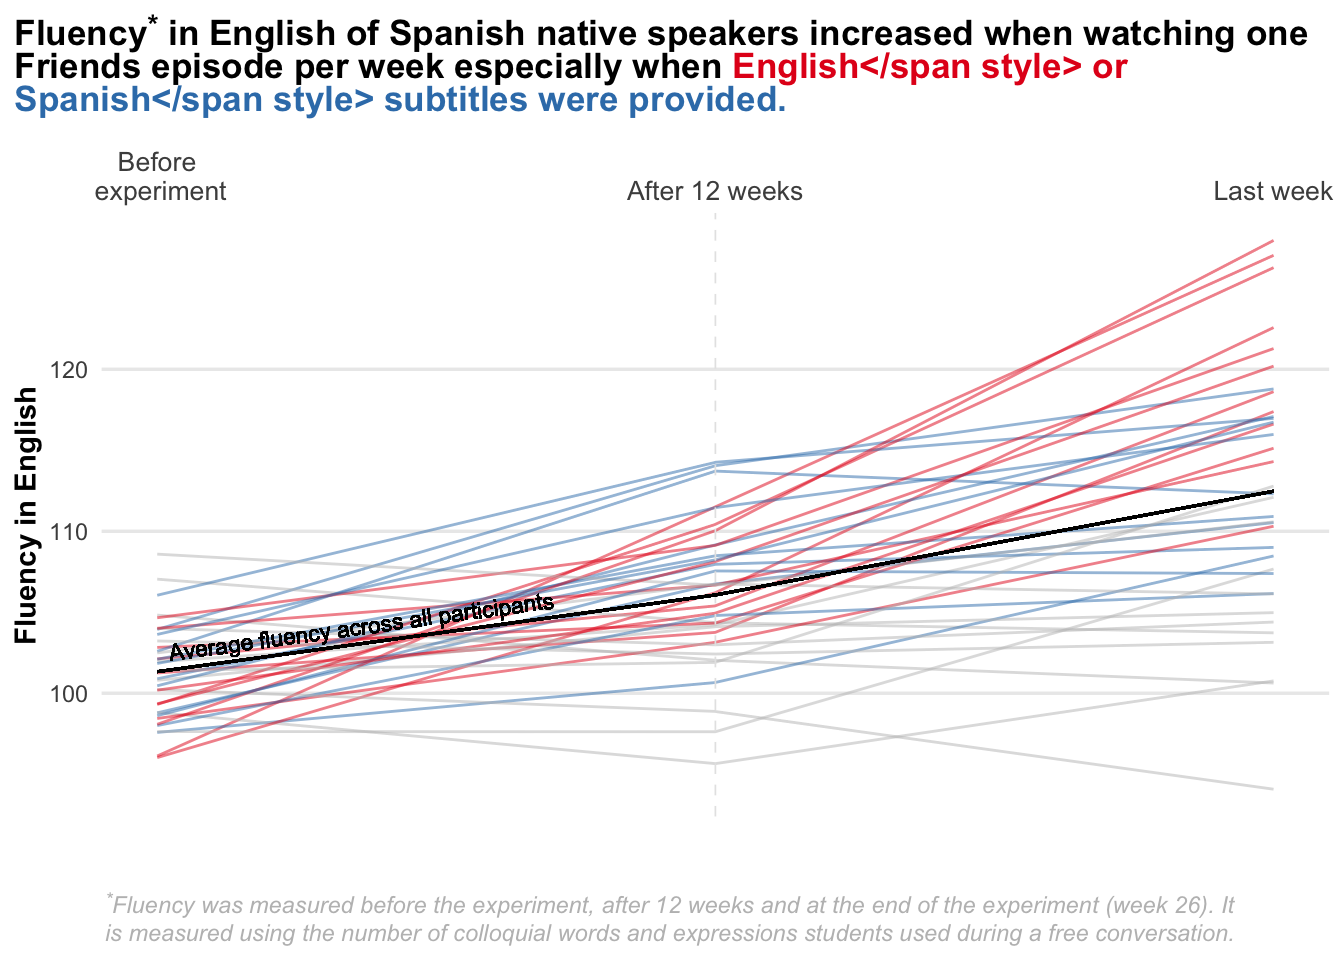 Fluency* in English of Spanish native speakers increased when watching one
Friends episode per week especially when English</span style> or
Spanish</span style> subtitles were provided.
Before
experiment
After 12 weeks
Last week
Fluency in English
120
110
100
Average fluency across all participants
*Fluency was measured before the experiment, after 12 weeks and at the end of the experiment (week 26). It
is measured using the number of colloquial words and expressions students used during a free conversation.